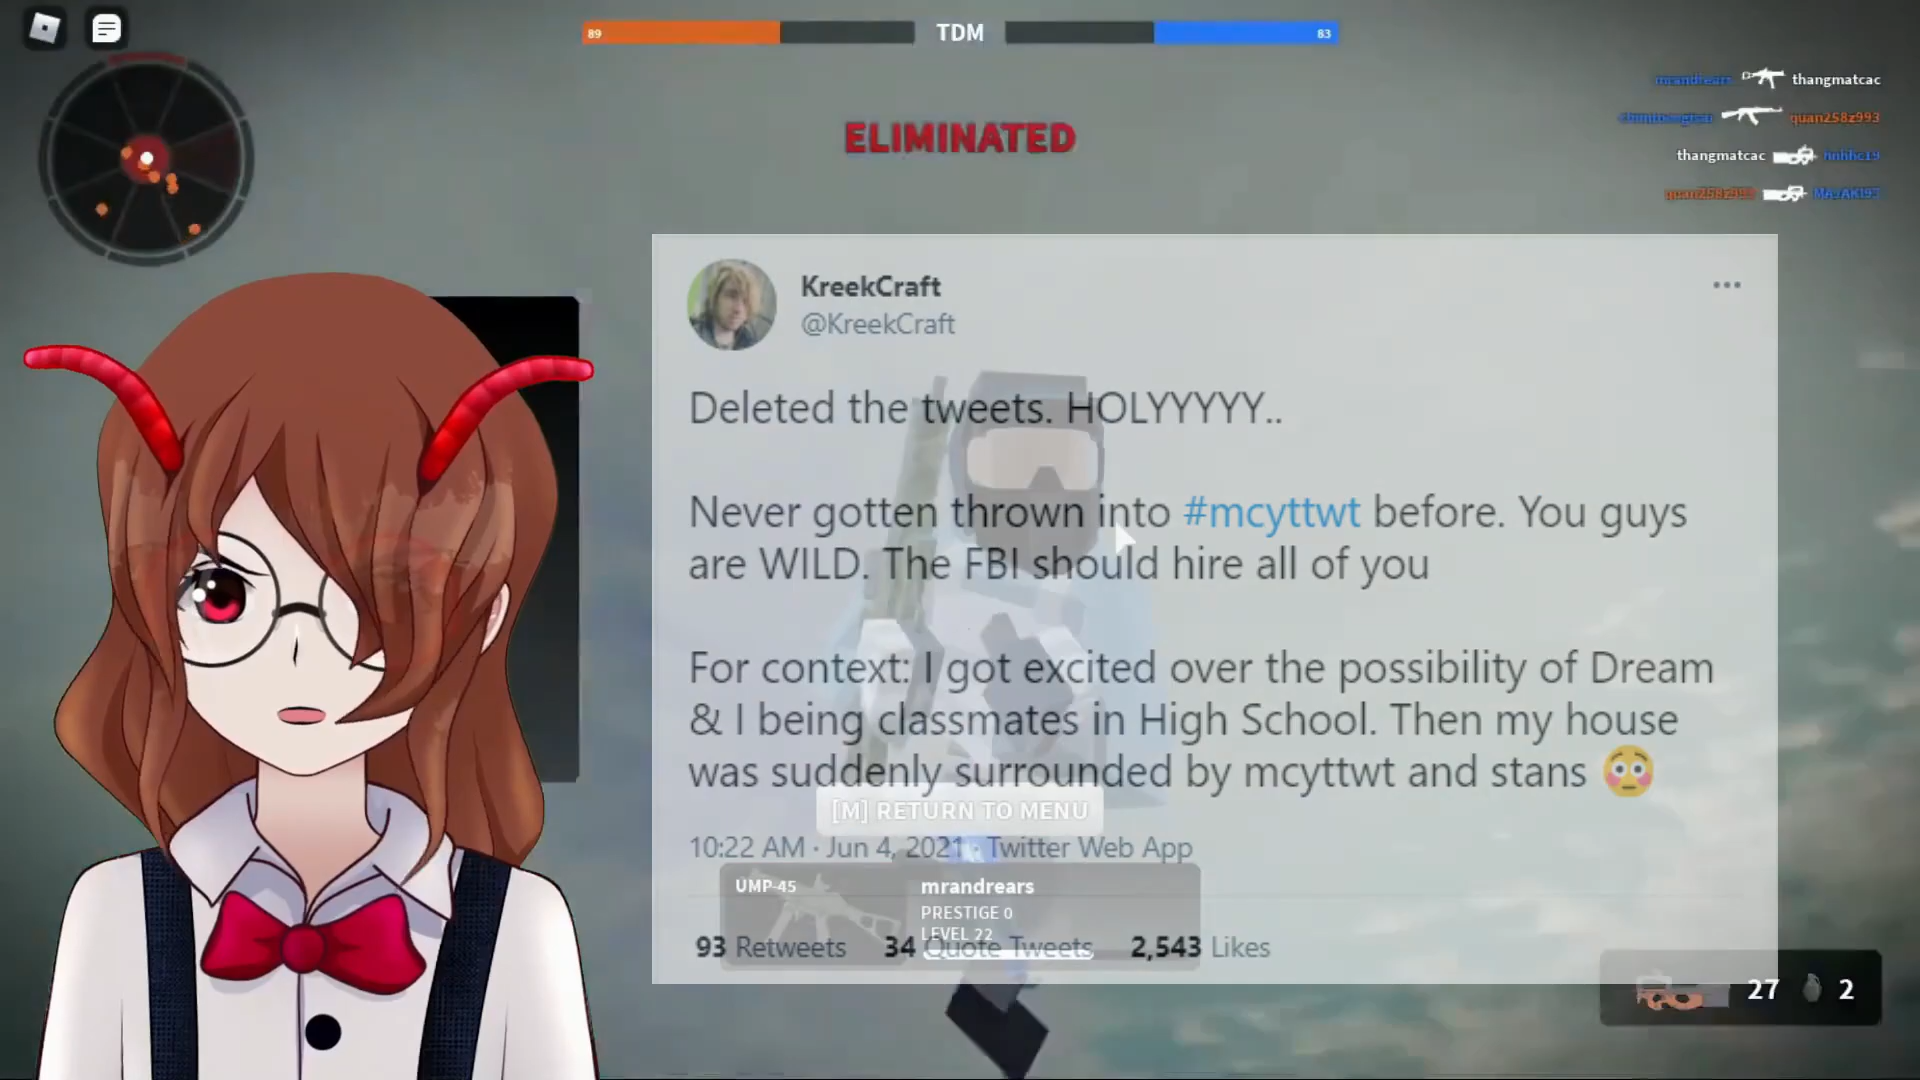 89
TDM
83
ELIMINATED
mrandrears thangmatcac
quan258z993
thangmatcac
quan258z993
KreekCraft
@KreekCraft
Deleted the tweets. HOLYYYYY..
Never gotten thrown into #mcyttwt before. You guys
are WILD. The FBI should hire all of you
For context: I got excited over the possibility of Dream
& I being classmates in High School. Then my house
was suddenly surrounded by mcyttwt and stans 😳
[M] RETURN TO MENU
10:22 AM · Jun 4, 2021 · Twitter Web App
UMP-45
mrandrears
PRESTIGE 0
LEVEL 22
93 Retweets 34 Quote Tweets 2,543 Likes
27 2